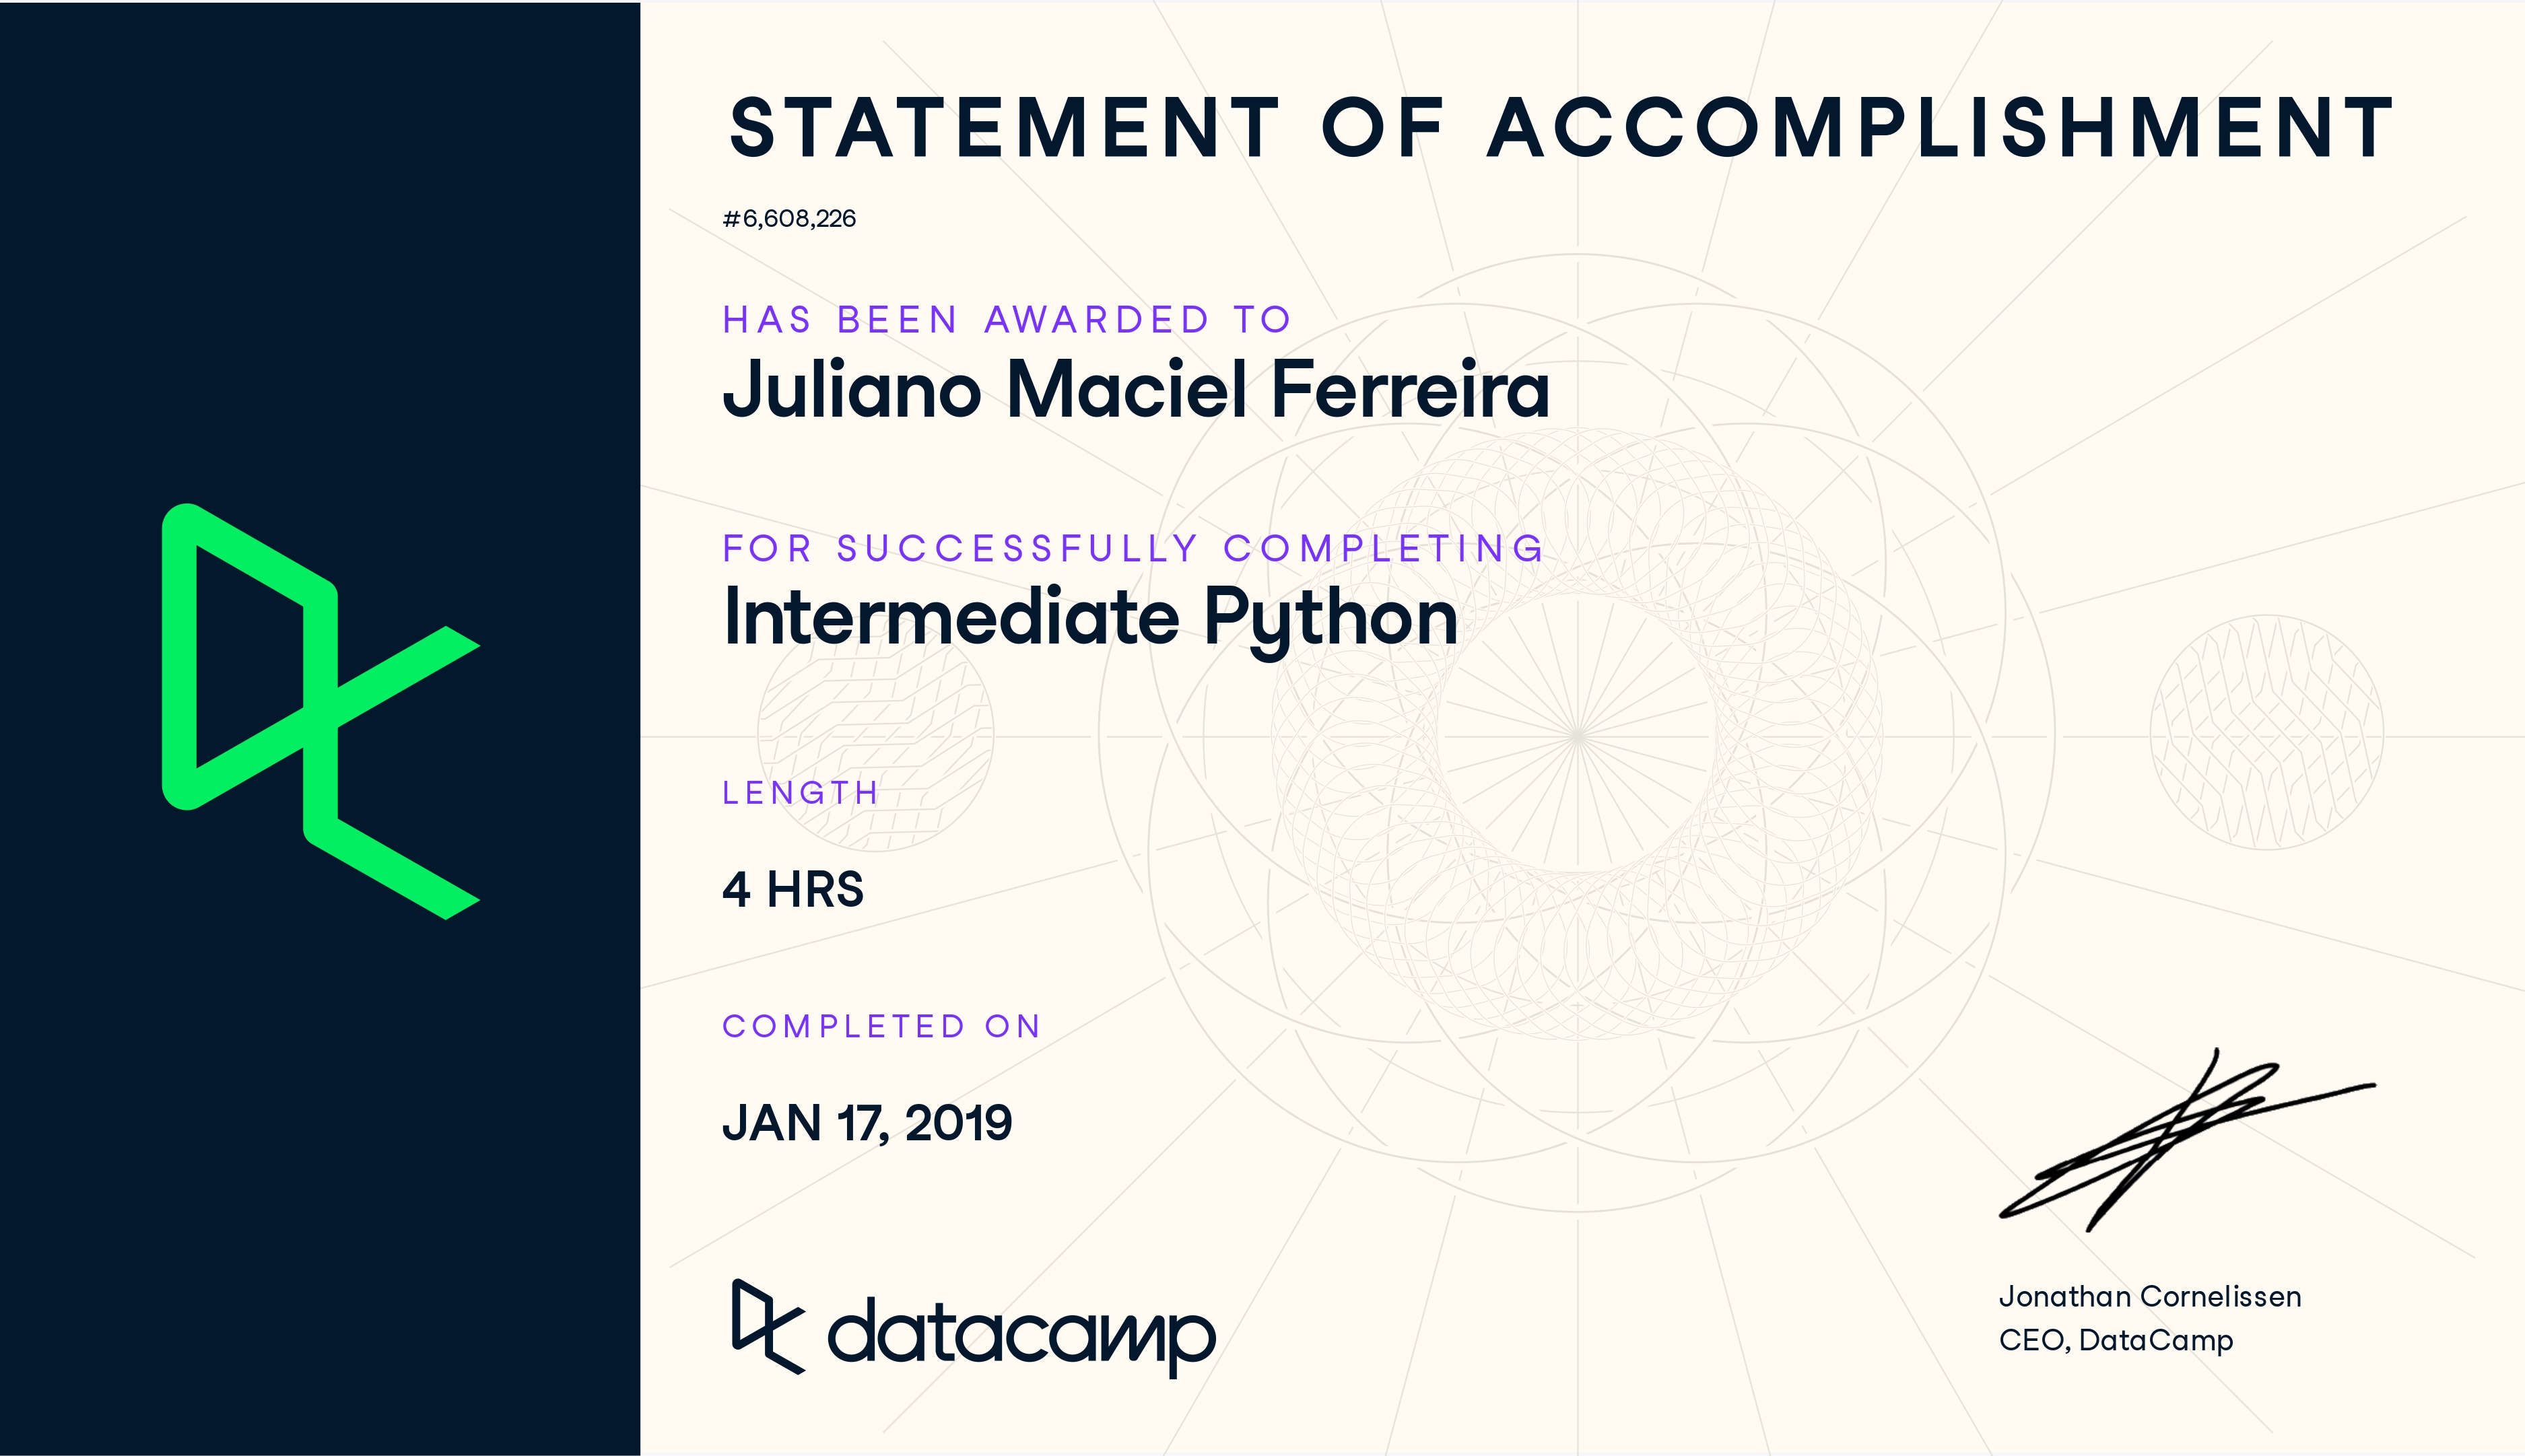 STATEMENT OF ACCOMPLISHMENT
#6,608,226
HAS BEEN AWARDED TO
Juliano Maciel Ferreira
FOR SUCCESSFULLY COMPLETING
Intermediate Python
LENGTH
4 HRS
COMPLETED ON
JAN 17, 2019
datacamp
Jonathan Cornelissen
CEO, DataCamp